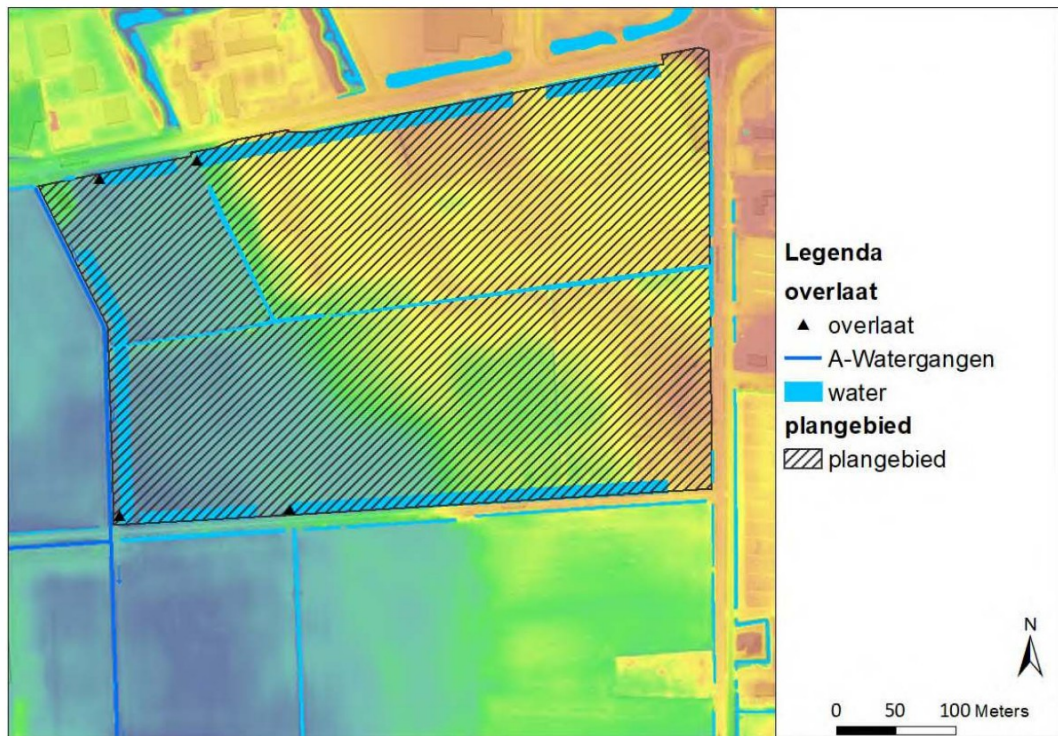 Legenda
overlaat
overlaat
A-Watergangen
water
plangebied
plangebied
N
0 50 100 Meters